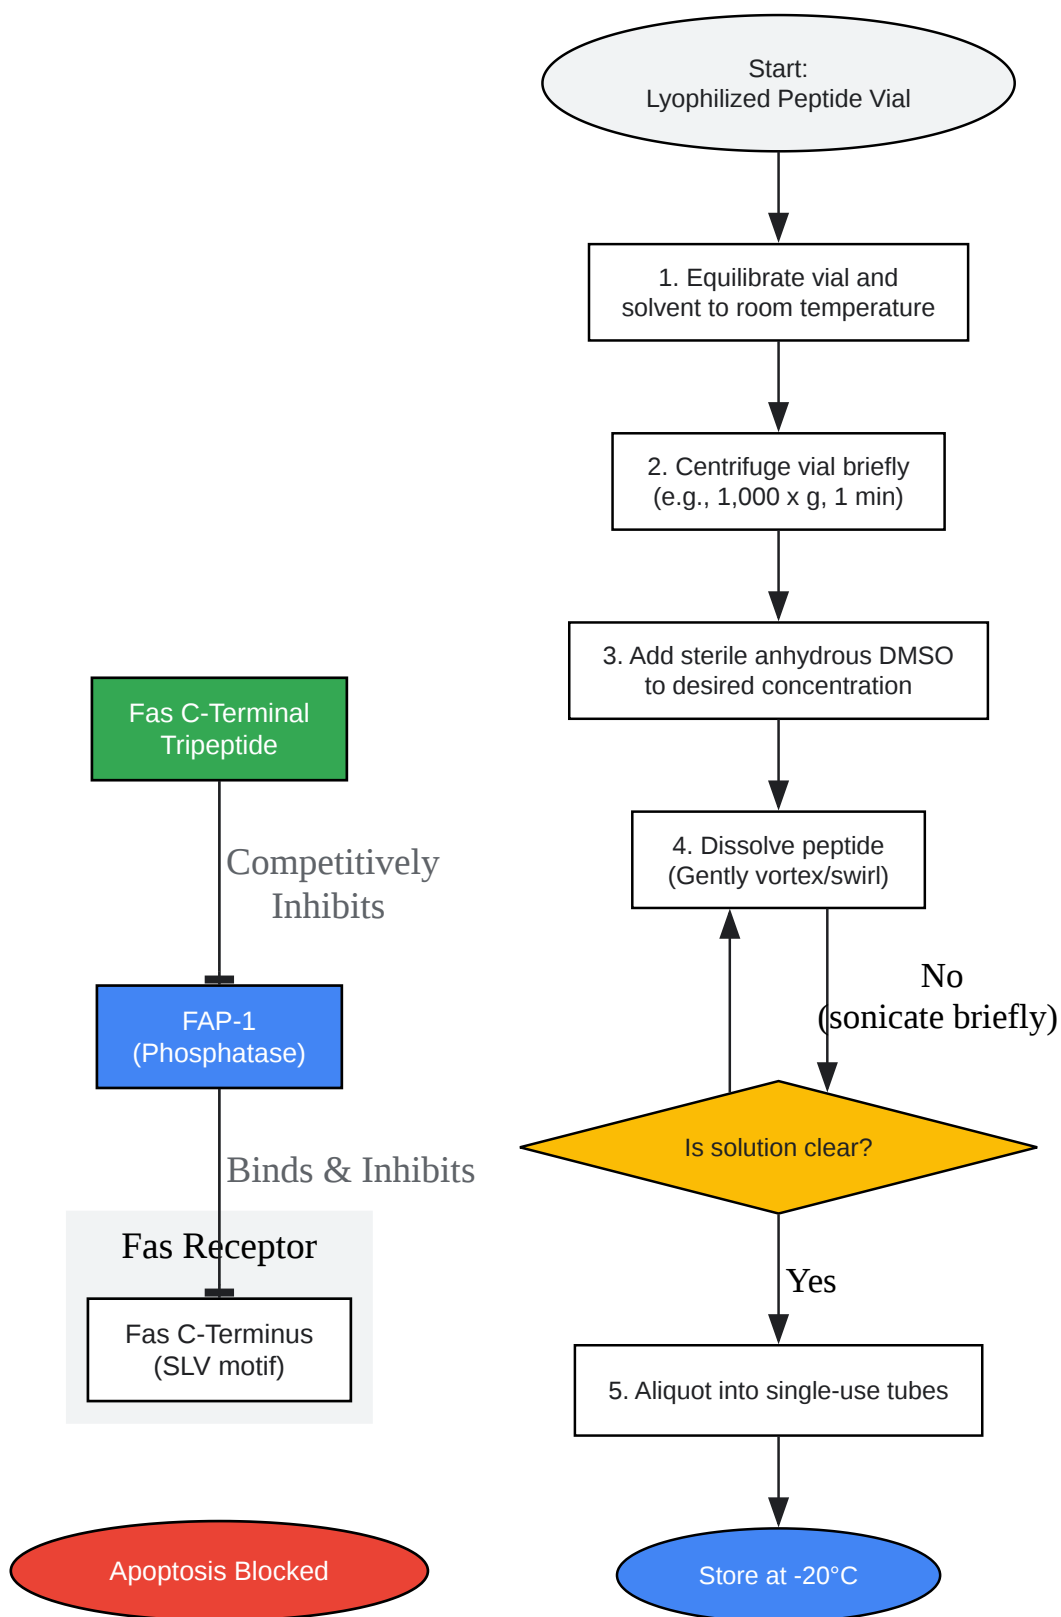 Start:
Lyophilized Peptide Vial
1. Equilibrate vial and
solvent to room temperature
2. Centrifuge vial briefly
(e.g., 1,000 x g, 1 min)
3. Add sterile anhydrous DMSO
to desired concentration
4. Dissolve peptide
(Gently vortex/swirl)
No
(sonicate briefly)
Is solution clear?
Yes
5. Aliquot into single-use tubes
Store at -20°C
Fas C-Terminal
Tripeptide
Competitively
Inhibits
FAP-1
(Phosphatase)
Binds & Inhibits
Fas Receptor
Fas C-Terminus
(SLV motif)
Apoptosis Blocked